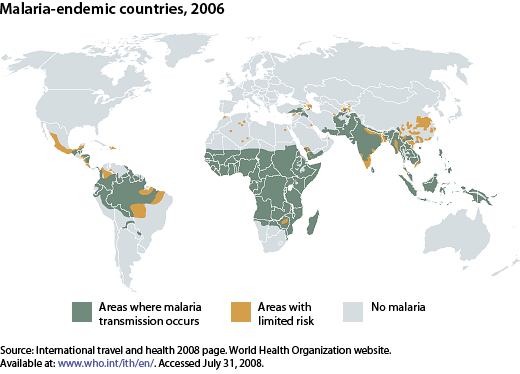 Malaria-endemic countries, 2006
Areas where malaria
transmission occurs
Areas with
limited risk
No malaria
Source: International travel and health 2008 page. World Health Organization website.
Available at: www.who.int/ith/en/. Accessed July 31, 2008.